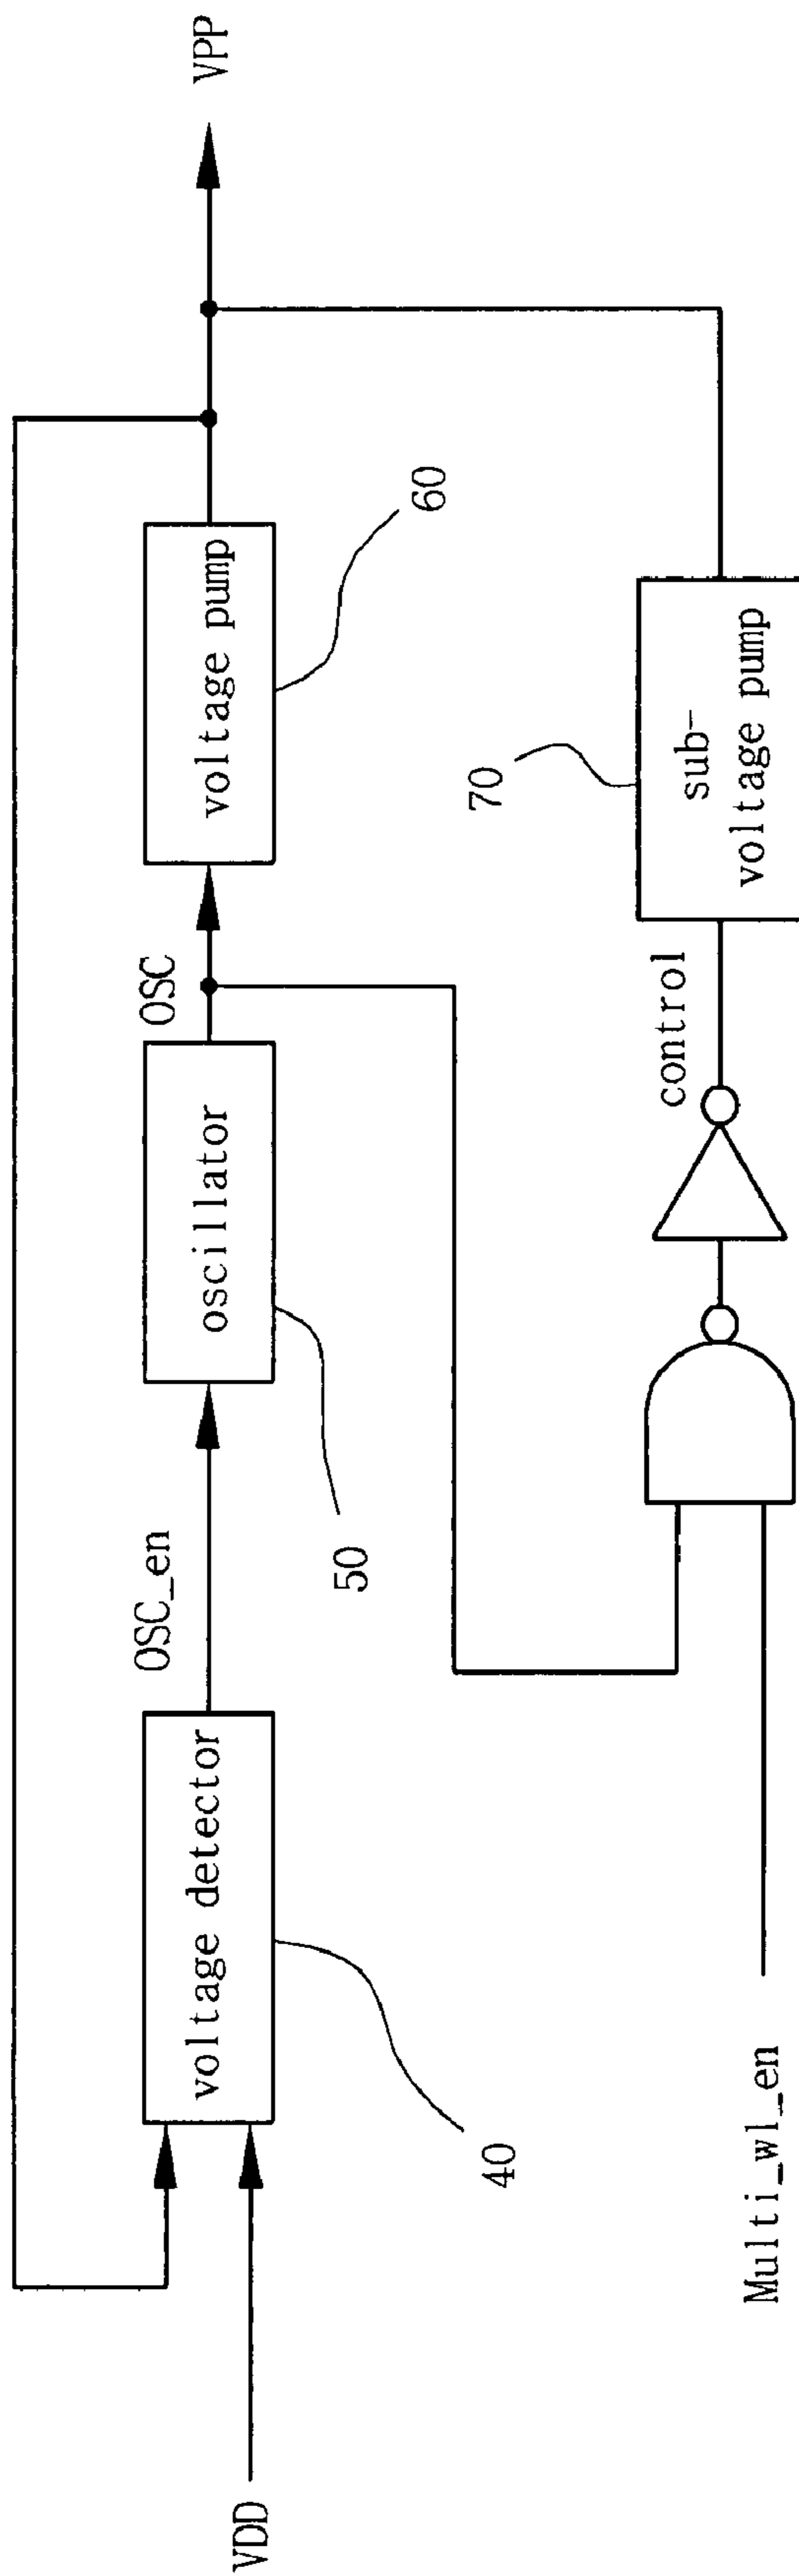 VDD
voltage detector
40
OSC_en
oscillator
50
OSC
voltage pump
60
VPP
Multi_wl_en
control
sub-
voltage pump
70